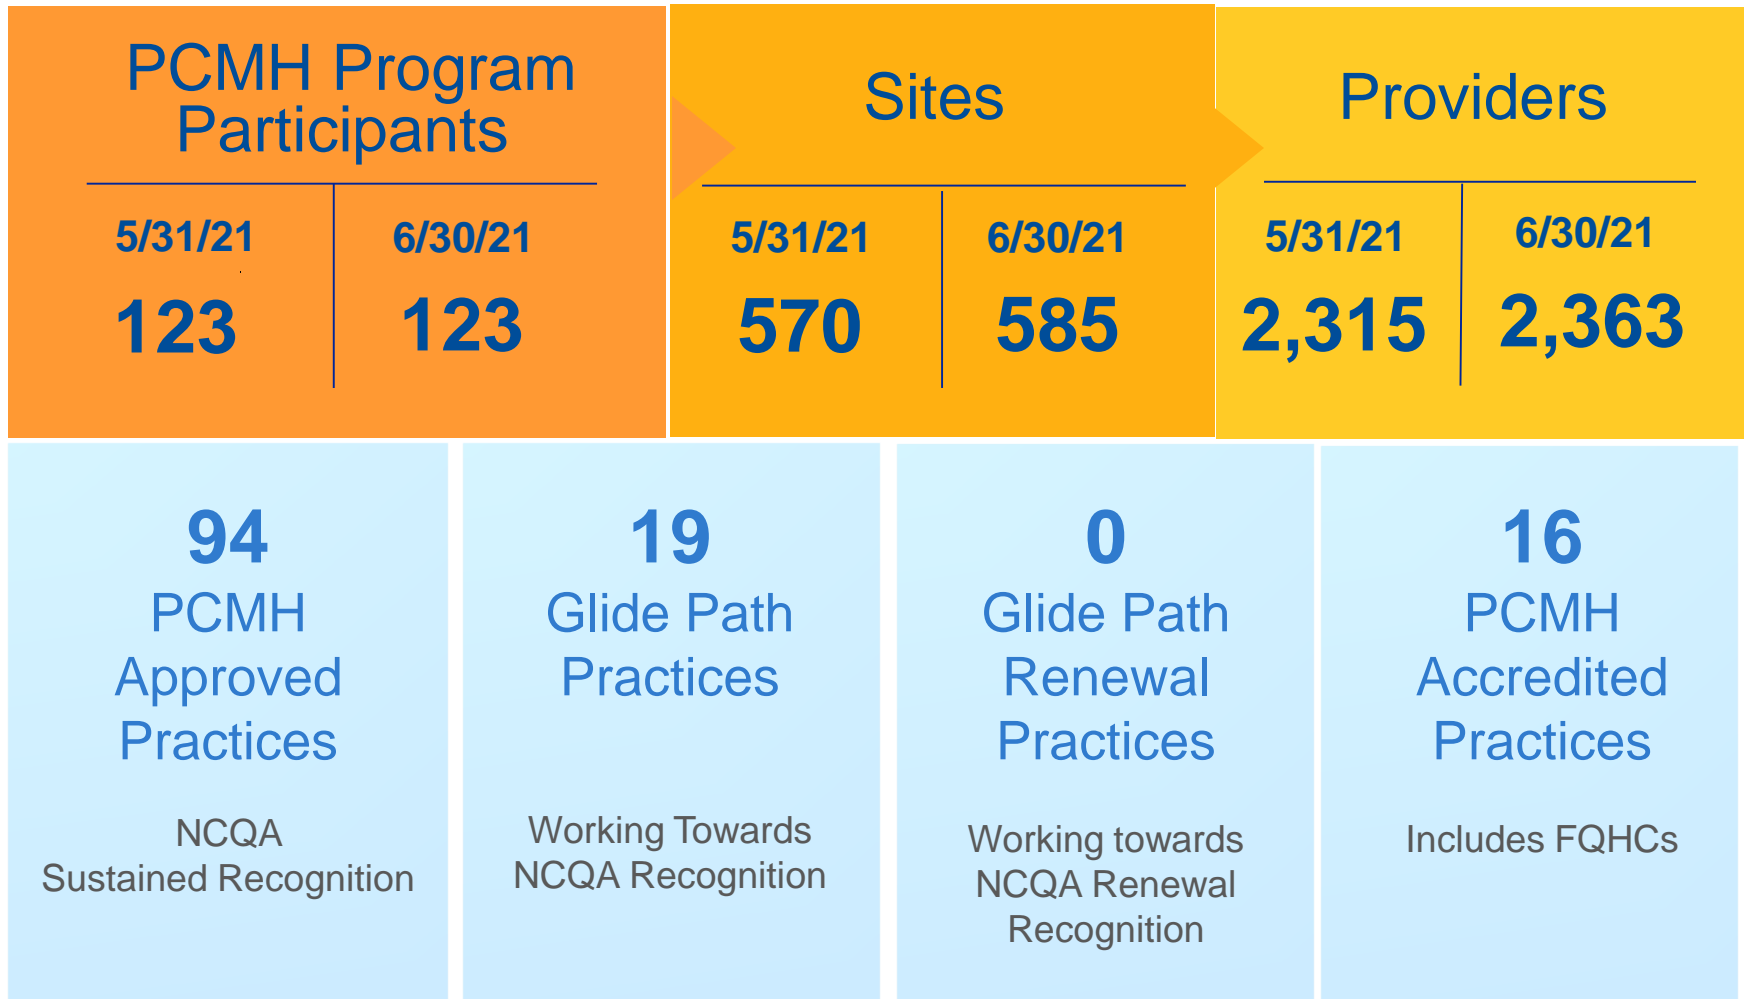 PCMH Program
Participants
5/31/21
6/30/21
123
123
Sites
5/31/21
6/30/21
570
585
Providers
5/31/21
6/30/21
2,315
2,363
94
PCMH
Approved
Practices
NCQA
Sustained Recognition
19
Glide Path
Practices
Working Towards
NCQA Recognition
0
Glide Path
Renewal
Practices
Working towards
NCQA Renewal
Recognition
16
PCMH
Accredited
Practices
Includes FQHCs